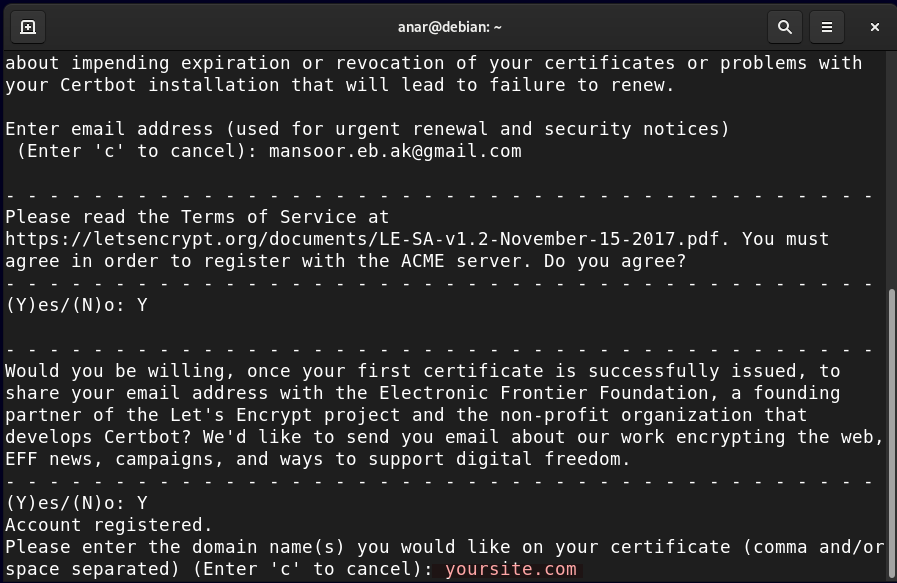 anar@debian: ~
about impending expiration or revocation of your certificates or problems with
your Certbot installation that will lead to failure to renew.
Enter email address (used for urgent renewal and security notices)
(Enter 'c' to cancel): mansoor.eb.ak@gmail.com
- - - - - - - - - - - - - - - - - - - - - - - - - - - - - - - - - - - - - - - -
Please read the Terms of Service at
https://letsencrypt.org/documents/LE-SA-v1.2-November-15-2017.pdf. You must
agree in order to register with the ACME server. Do you agree?
- - - - - - - - - - - - - - - - - - - - - - - - - - - - - - - - - - - - - - - -
(Y)es/(N)o: Y
- - - - - - - - - - - - - - - - - - - - - - - - - - - - - - - - - - - - - - - -
Would you be willing, once your first certificate is successfully issued, to
share your email address with the Electronic Frontier Foundation, a founding
partner of the Let's Encrypt project and the non-profit organization that
develops Certbot? We'd like to send you email about our work encrypting the web,
EFF news, campaigns, and ways to support digital freedom.
- - - - - - - - - - - - - - - - - - - - - - - - - - - - - - - - - - - - - - - -
(Y)es/(N)o: Y
Account registered.
Please enter the domain name(s) you would like on your certificate (comma and/or
space separated) (Enter 'c' to cancel): yoursite.com